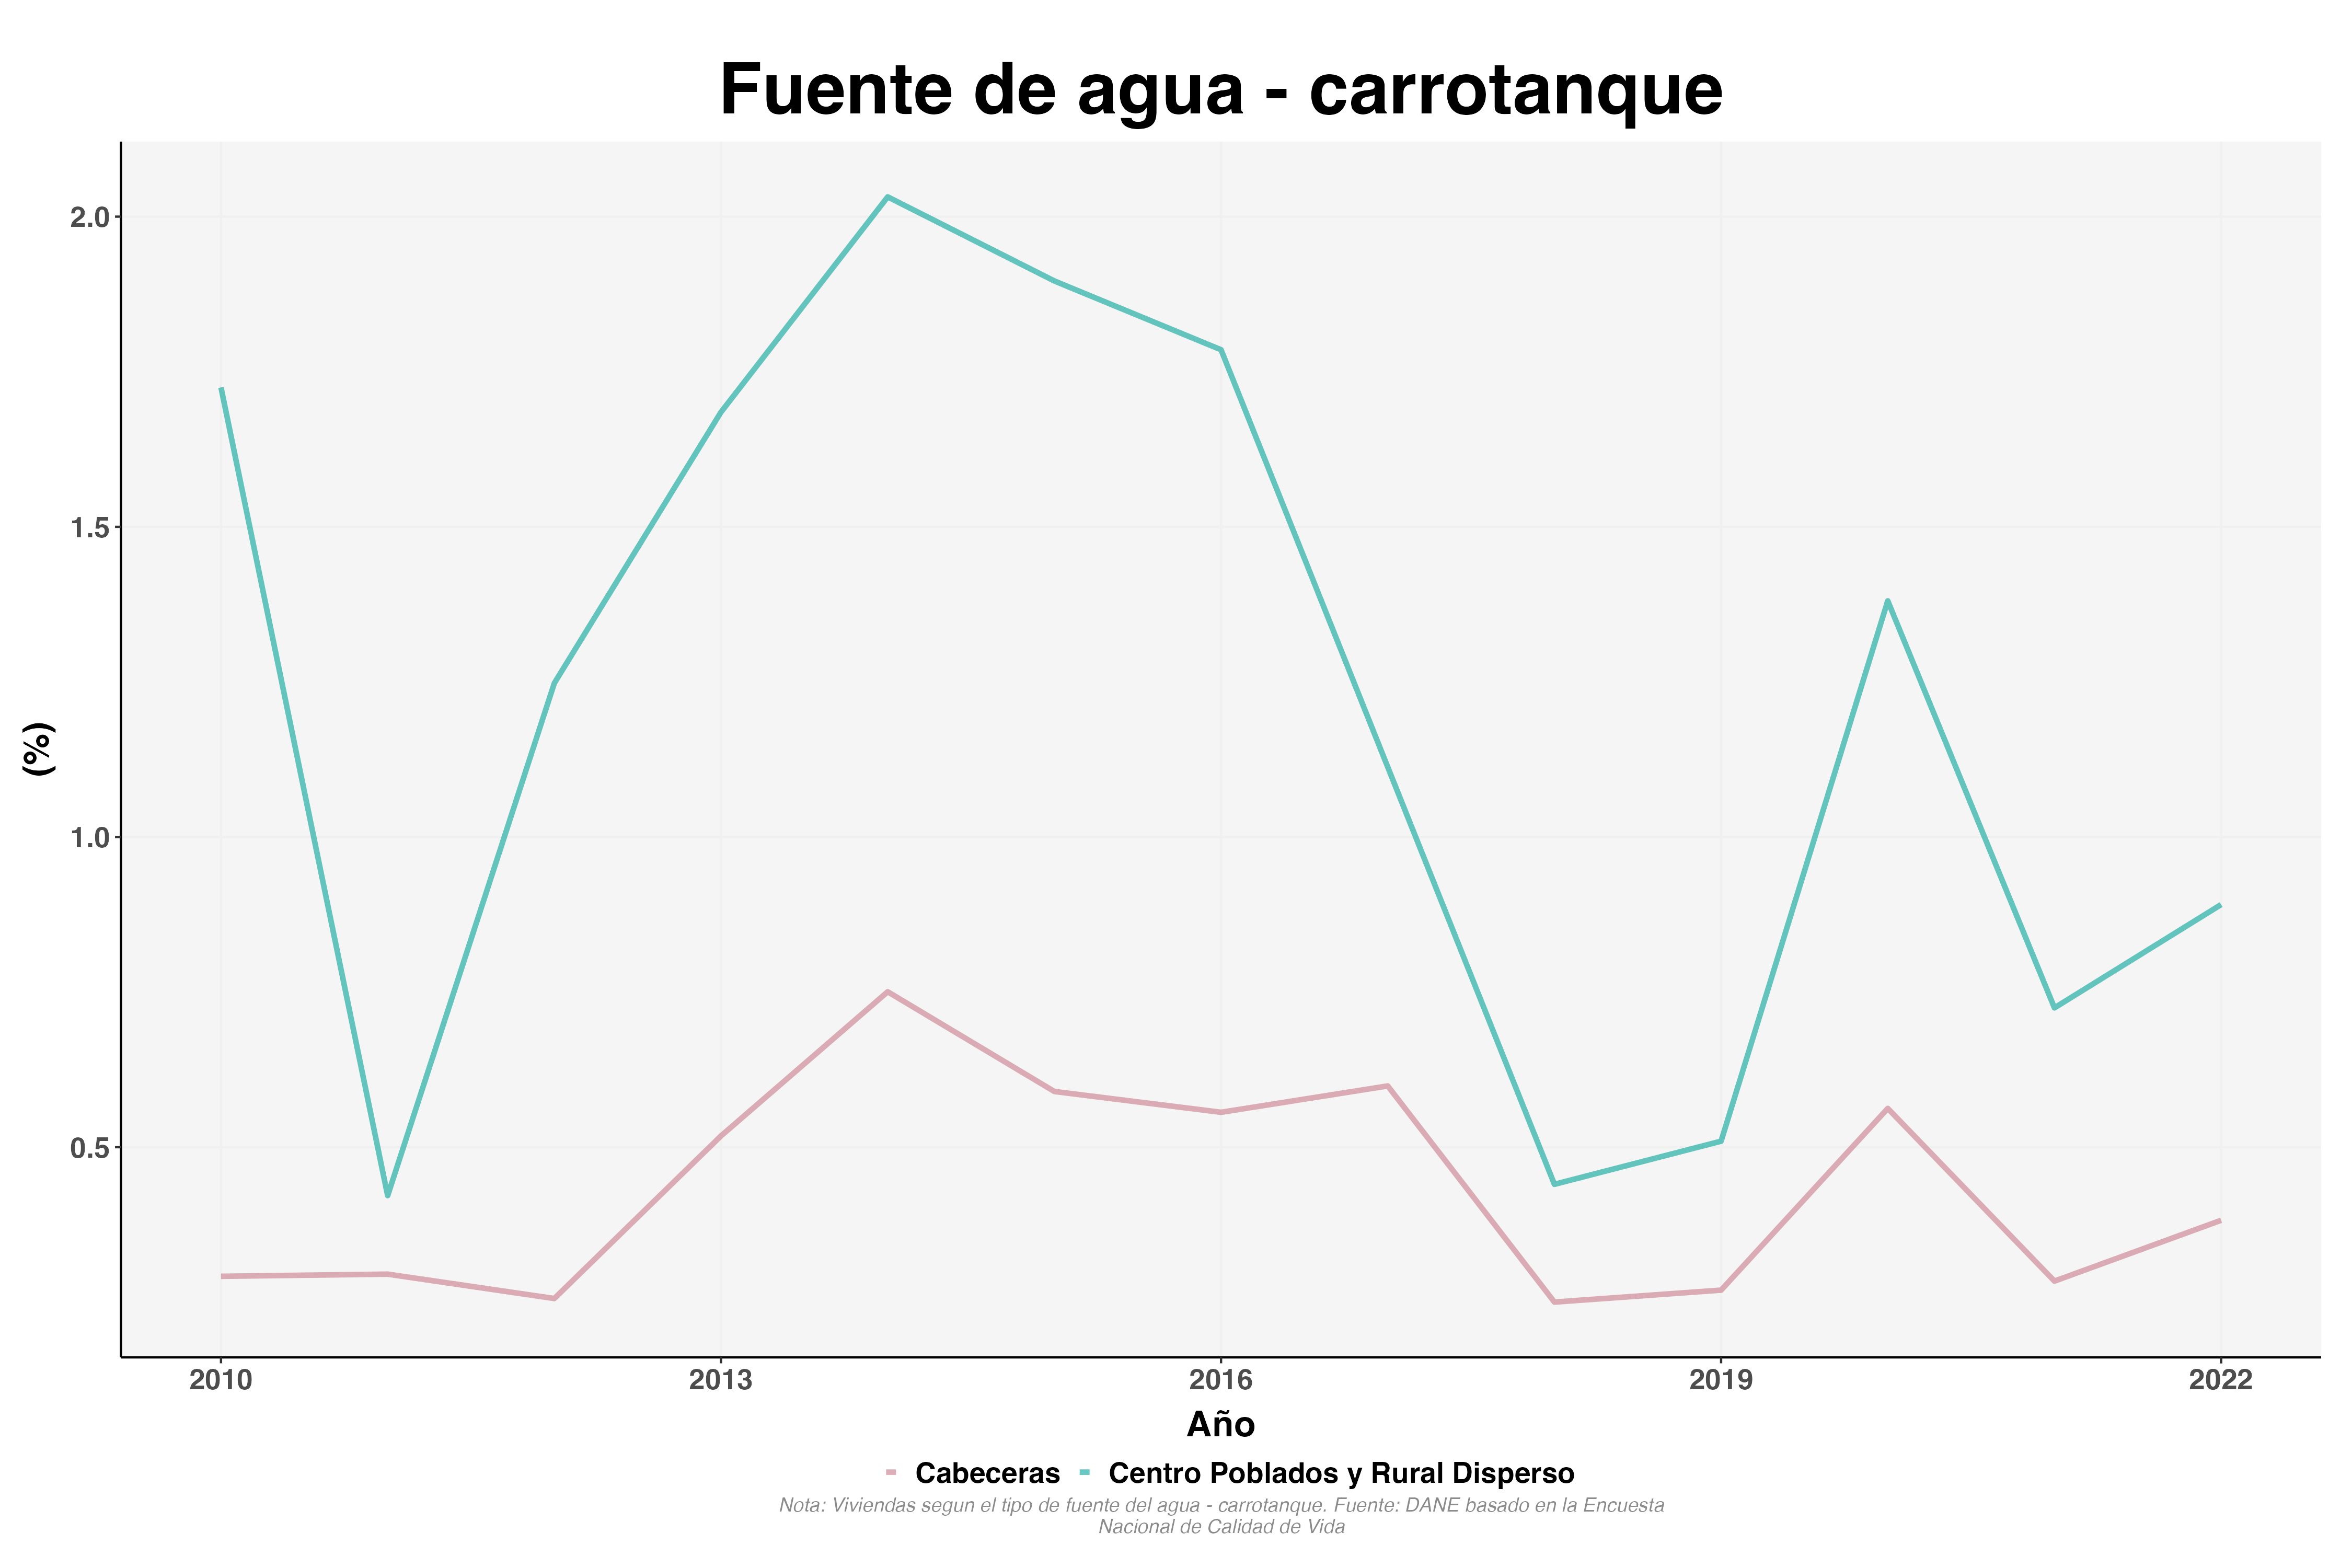 Fuente de agua - carrotanque
2.0
1.5
1.0
0.5
(%)
2010 2013 2016 2019 2022
Año
Cabeceras Centro Poblados y Rural Disperso
Nota: Viviendas segun el tipo de fuente del agua - carrotanque. Fuente: DANE basado en la Encuesta
Nacional de Calidad de Vida